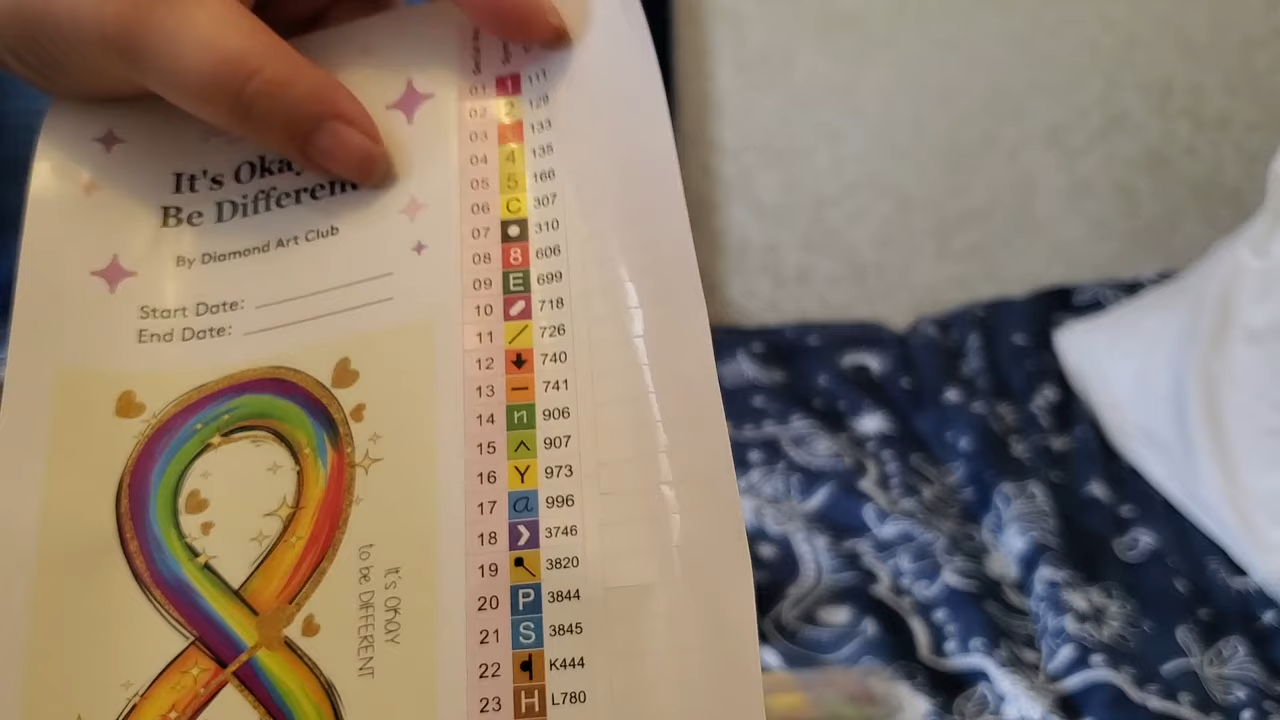 It's Okay
Be Different
By Diamond Art Club
Start Date:
End Date:
It's OKAY
to be DIFFERENT
01 1 111
02 2 129
03 133
04 4 135
05 5 166
06 C 307
07 310
08 8 606
09 E 699
10 718
11 / 726
12 740
13 — 741
14 n 906
15 ^ 907
16 Y 973
17 a 996
18 3746
19 3820
20 P 3844
21 S 3845
22 K444
23 H L780